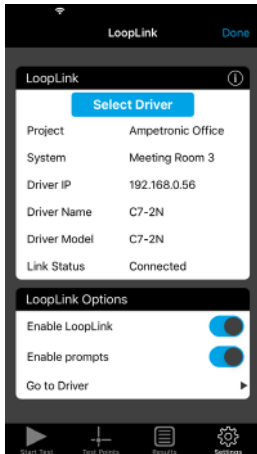 LoopLink Done
LoopLink
Select Driver
Project Ampetronic Office
System Meeting Room 3
Driver IP 192.168.0.56
Driver Name C7-2N
Driver Model C7-2N
Link Status Connected
LoopLink Options
Enable LoopLink
Enable prompts
Go to Driver
Start Test Test Points Results Settings